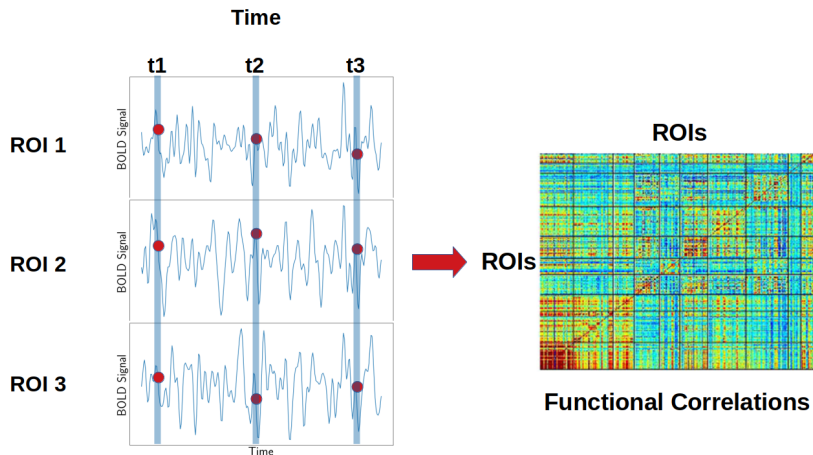 Time
t1 t2 t3
ROI 1
BOLD Signal
ROI 2
BOLD Signal
ROI 3
BOLD Signal
Time
ROIs
ROIs
Functional Correlations